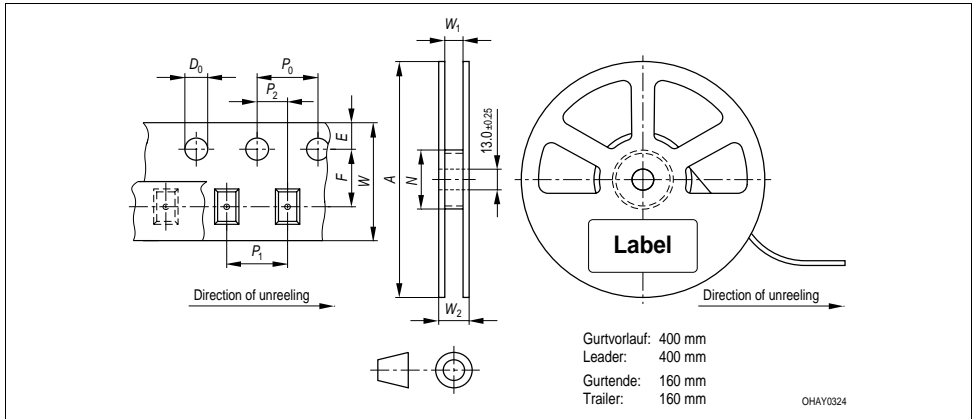 W1
D0
P0
P2
E
F
W
A
N
13.0 ±0.25
P1
Label
Direction of unreeling
W2
Direction of unreeling
Gurtvorlauf: 400 mm
Leader: 400 mm
Gurtende: 160 mm
Trailer: 160 mm
OHAY0324